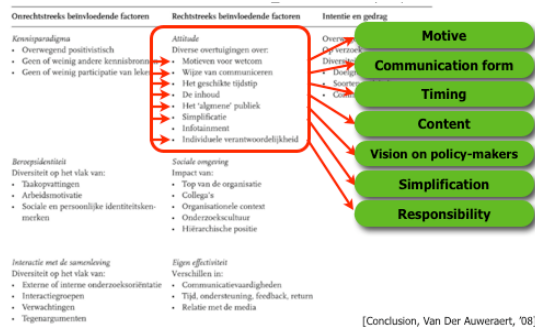 Onrechtstreeks beïnvloedende factoren
Kennisparadigma
• Overwegend positivistisch
• Geen of weinig andere kennisbronnen
• Geen of weinig participatie van leken
Beroepsidentiteit
Diversiteit op het vlak van:
• Taakopvattingen
• Arbeidsmotivatie
• Sociale en persoonlijke identiteitsken-
merken
Interactie met de samenleving
Diversiteit op het vlak van:
• Externe of interne onderzoeksoriëntatie
• Interactiegroepen
• Verwachtingen
• Tegenargumenten
Rechtstreeks beïnvloedende factoren
Attitude
Diverse overtuigingen over:
• Motieven voor wetcom
• Wijze van communiceren
• Het geschikte tijdstip
• De inhoud
• Het 'algmene' publiek
• Simplificatie
• Infotainment
• Individuele verantwoordelijkheid
Sociale omgeving
Impact van:
• Top van de organisatie
• Collega's
• Organisationele context
• Onderzoekscultuur
• Hiërarchische positie
Eigen effectiviteit
Verschillen in:
• Communicatievaardigheden
• Tijd, ondersteuning, feedback, return
• Relatie met de media
Intentie en gedrag
Motive
Communication form
Timing
Content
Vision on policy-makers
Simplification
Responsibility
[Conclusion, Van Der Auweraert, '08]